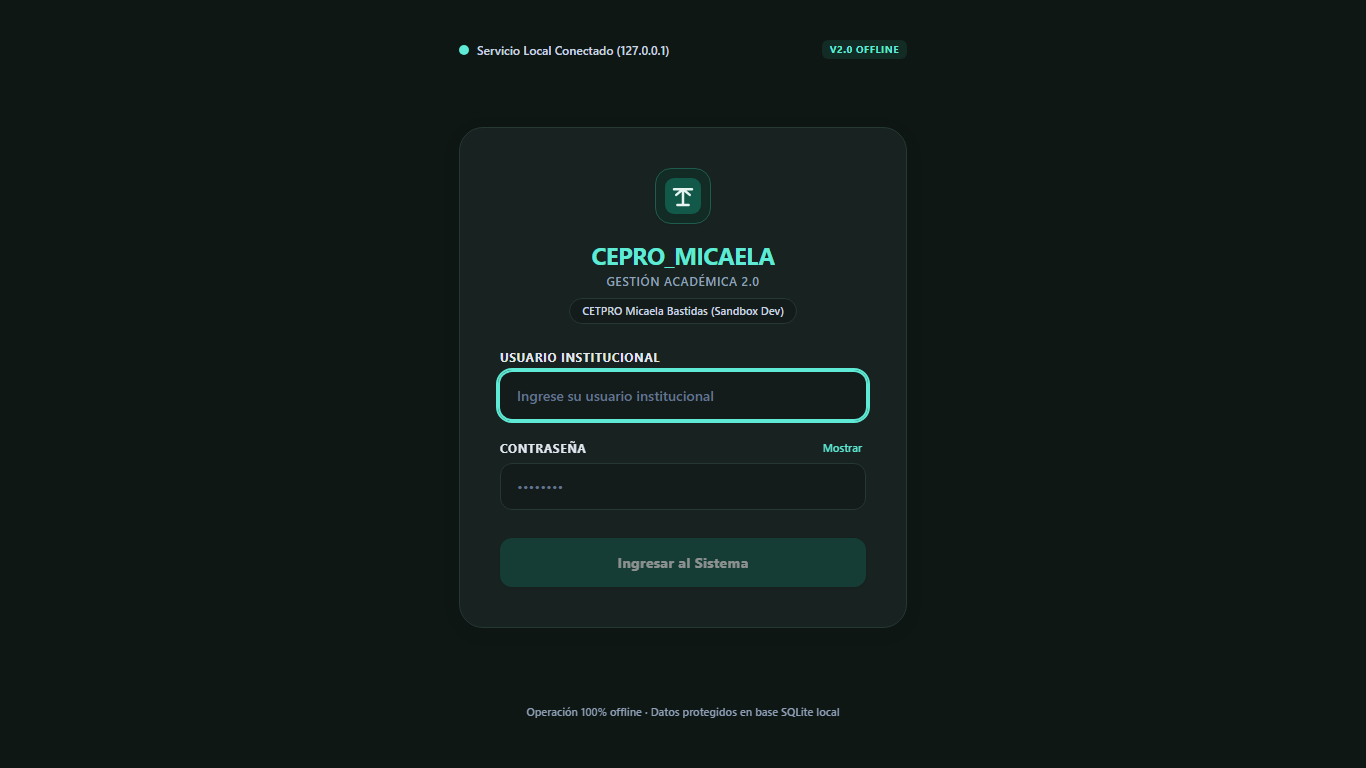 Servicio Local Conectado (127.0.0.1)
V2.0 OFFLINE
CEPRO_MICAELA
GESTIÓN ACADÉMICA 2.0
CETPRO Micaela Bastidas (Sandbox Dev)
USUARIO INSTITUCIONAL
Ingrese su usuario institucional
CONTRASEÑA
Mostrar
••••••••
Ingresar al Sistema
Operación 100% offline · Datos protegidos en base SQLite local